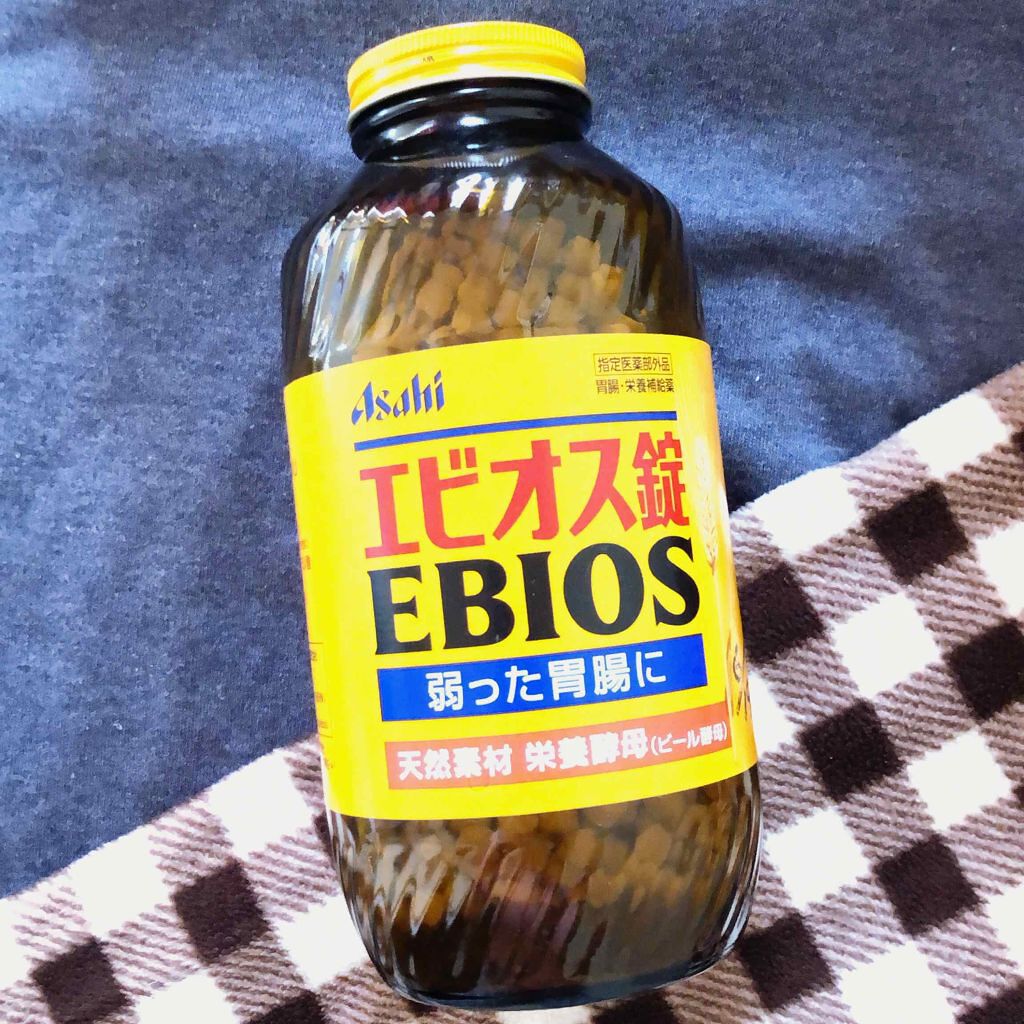 Asahi
指定医薬部外品
胃腸・栄養補給薬
エビオス錠
EBIOS
弱った胃腸に
天然素材 栄養酵母(ビール酵母)